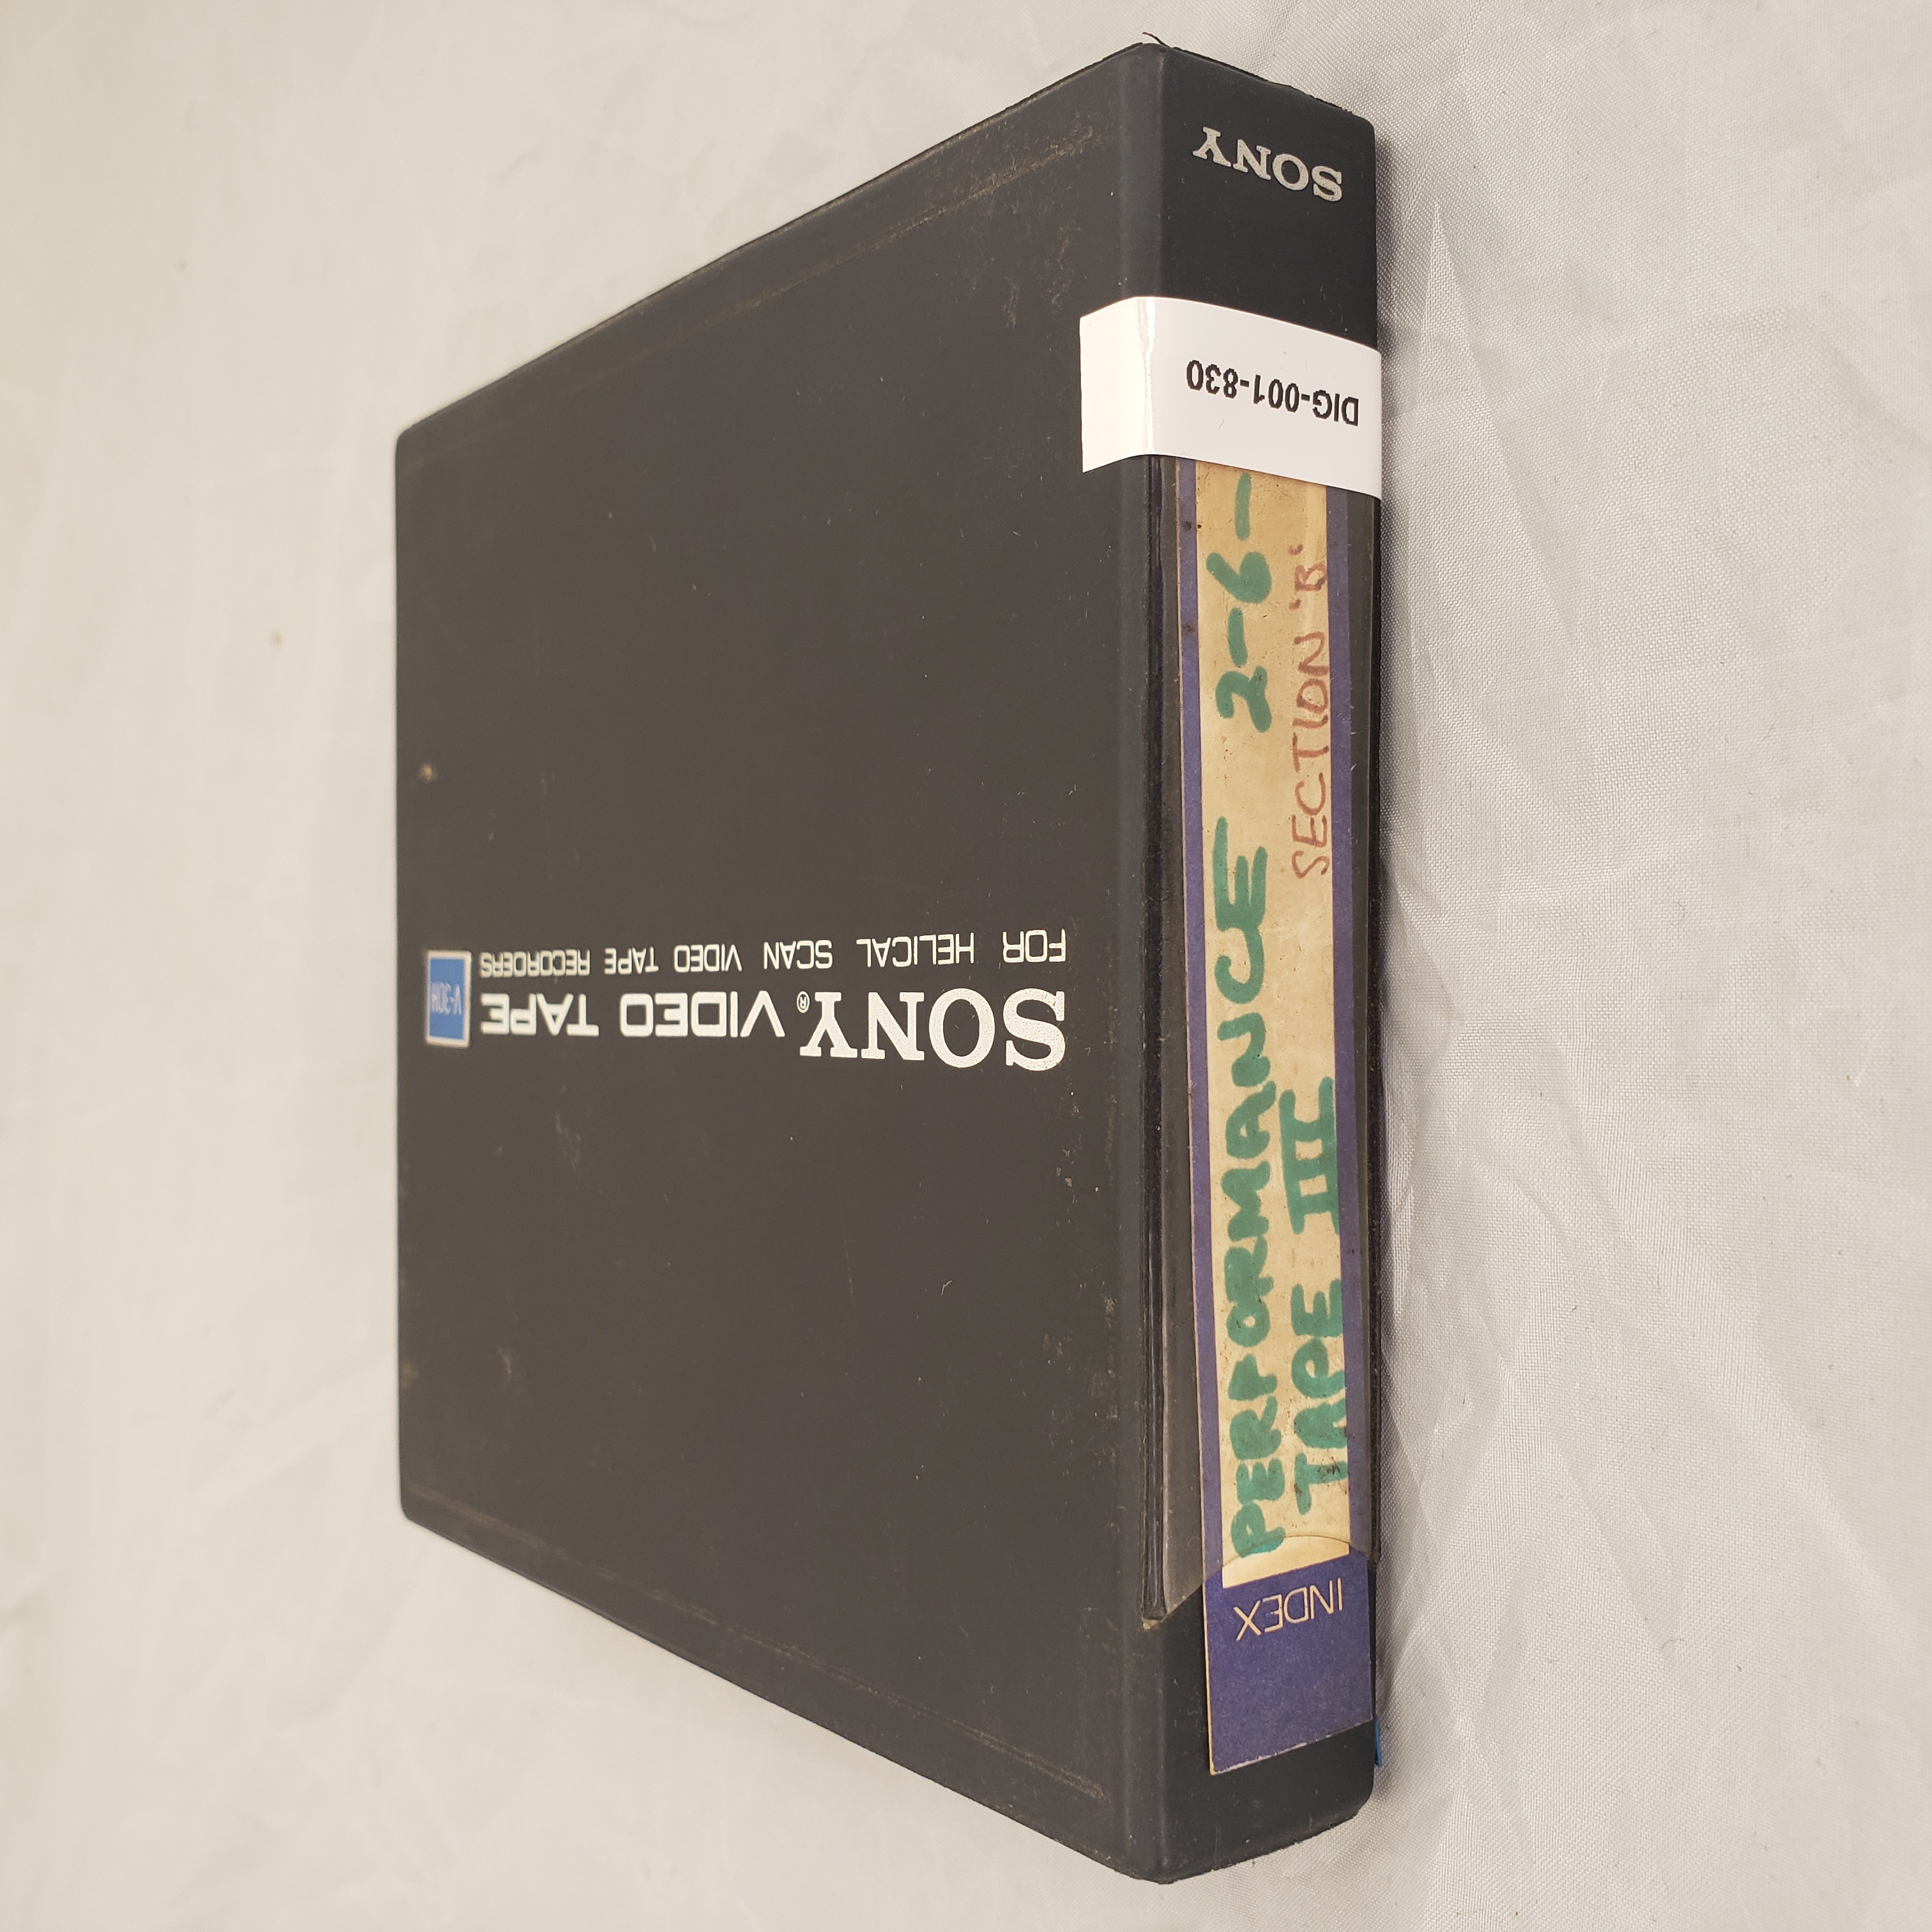 SONY
DIG-001-830
PERFORMANCE 2-6-
TAPE III
SECTION 'B'
INDEX
SONY® VIDEO TAPE
FOR HELICAL SCAN VIDEO TAPE RECORDERS
V-30H